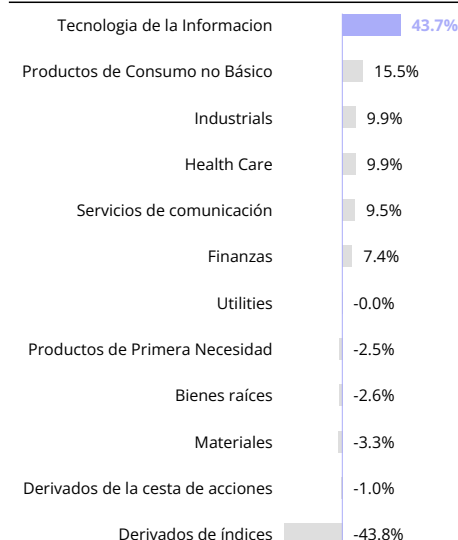 Tecnologia de la Informacion 43.7%
Productos de Consumo no Básico 15.5%
Industrials 9.9%
Health Care 9.9%
Servicios de comunicación 9.5%
Finanzas 7.4%
Utilities -0.0%
Productos de Primera Necesidad -2.5%
Bienes raíces -2.6%
Materiales -3.3%
Derivados de la cesta de acciones -1.0%
Derivados de índices -43.8%